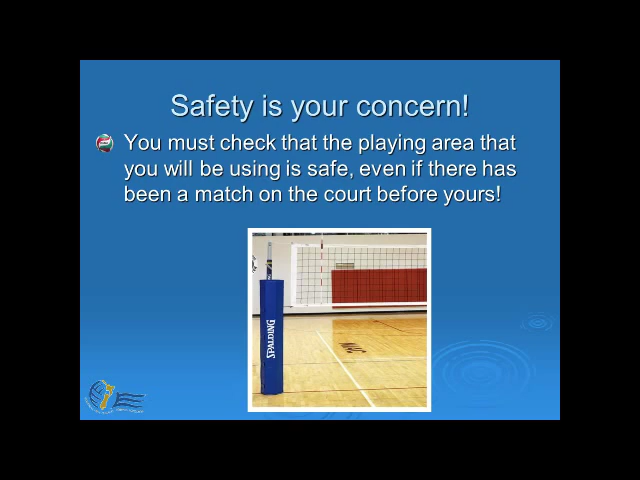 Safety is your concern!
You must check that the playing area that
you will be using is safe, even if there has
been a match on the court before yours!
SPALDING